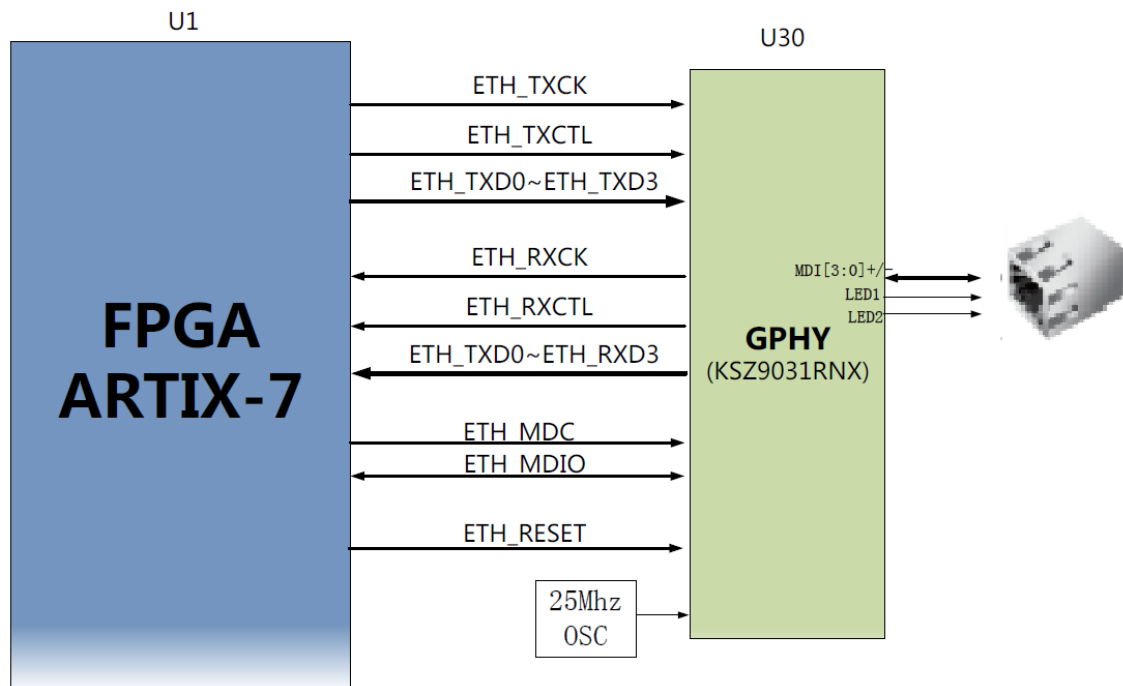 U1
U30
ETH_TXCK
ETH_TXCTL
ETH_TXD0~ETH_TXD3
ETH_RXCK
ETH_RXCTL
ETH_TXD0~ETH_RXD3
ETH_MDC
ETH_MDIO
ETH_RESET
FPGA
ARTIX-7
MDI[3:0]+/-
LED1
LED2
GPHY
(KSZ9031RNX)
25Mhz
OSC